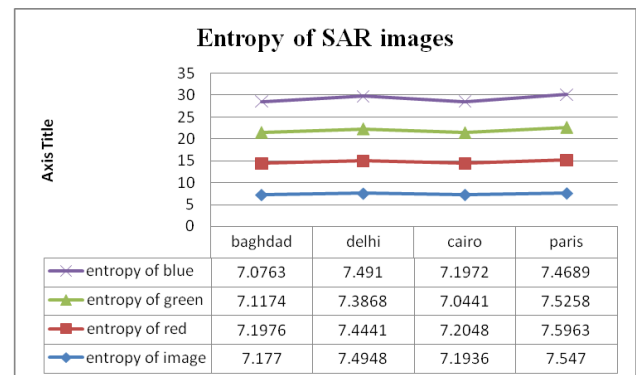 Entropy of SAR images
Axis Title
35
30
25
20
15
10
5
0
baghdad delhi cairo paris
entropy of blue 7.0763 7.491 7.1972 7.4689
entropy of green 7.1174 7.3868 7.0441 7.5258
entropy of red 7.1976 7.4441 7.2048 7.5963
entropy of image 7.177 7.4948 7.1936 7.547